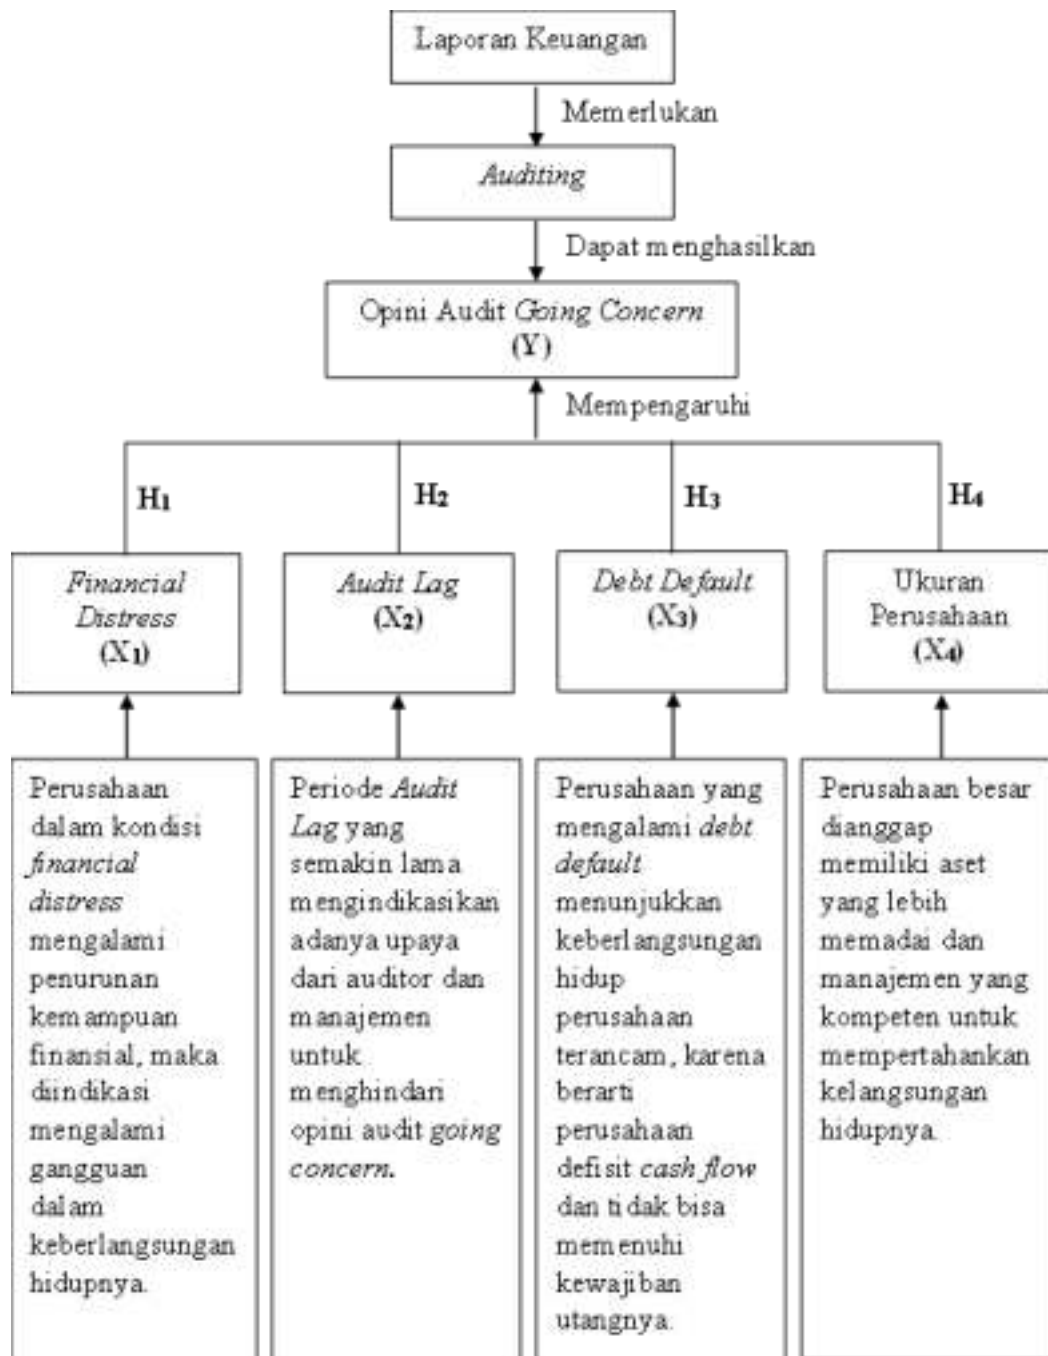 Laporan Keuangan
Memerlukan
Auditing
Dapat menghasilkan
Opini Audit Going Concern
(Y)
Mempengaruhi
H1
H2
H3
H4
Financial
Distress
(X1)
Audit Lag
(X2)
Debt Default
(X3)
Ukuran
Perusahaan
(X4)
Perusahaan
dalam kondisi
financial
distress
mengalami
penurunan
kemampuan
finansial, maka
diindikasi
mengalami
gangguan
dalam
keberlangsungan
hidupnya.
Periode Audit
Lag yang
semakin lama
mengindikasikan
adanya upaya
dari auditor dan
manajemen
untuk
menghindari
opini audit going
concern.
Perusahaan yang
mengalami debt
default
menunjukkan
keberlangsungan
hidup
perusahaan
terancam, karena
berarti
perusahaan
defisit cash flow
dan tidak bisa
memenuhi
kewajiban
utangnya.
Perusahaan besar
dianggap
memiliki aset
yang lebih
memadai dan
manajemen yang
kompeten untuk
mempertahankan
kelangsungan
hidupnya.